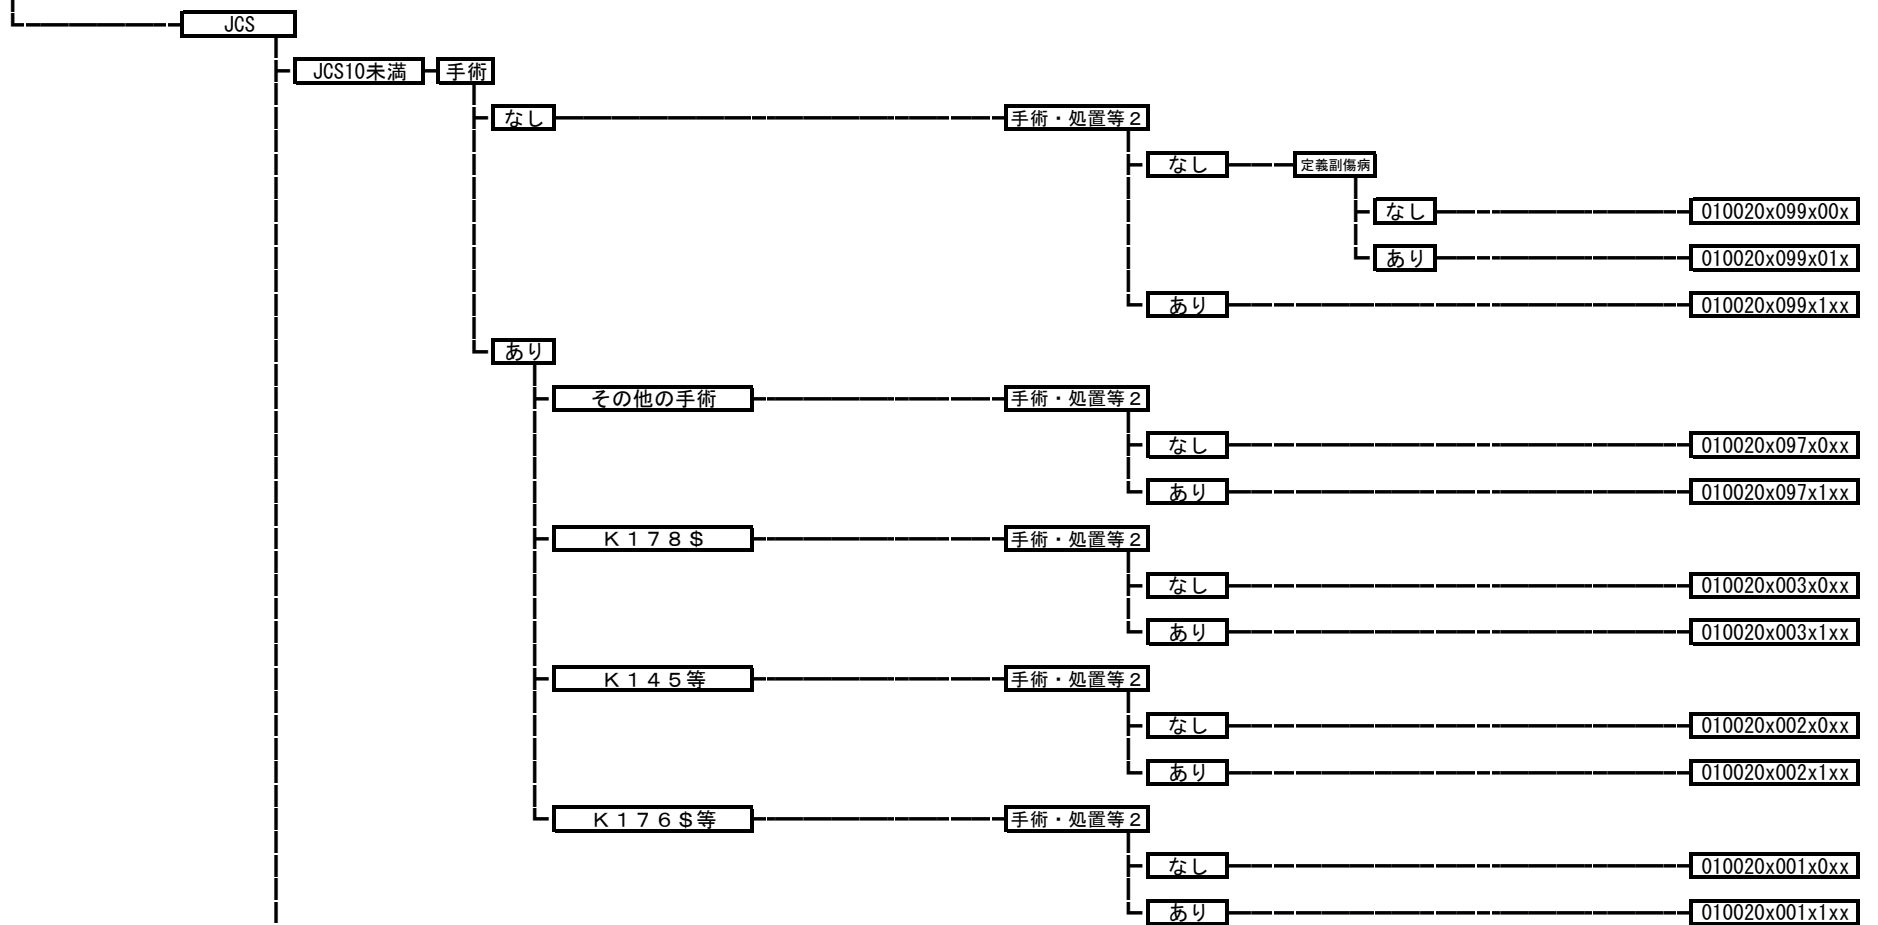 JCS
JCS10未満 手術
なし 手術・処置等２
なし 定義副傷病
なし 010020x099x00x
あり 010020x099x01x
あり 010020x099x1xx
あり
その他の手術 手術・処置等２
なし 010020x097x0xx
あり 010020x097x1xx
Ｋ１７８＄ 手術・処置等２
なし 010020x003x0xx
あり 010020x003x1xx
Ｋ１４５等 手術・処置等２
なし 010020x002x0xx
あり 010020x002x1xx
Ｋ１７６＄等 手術・処置等２
なし 010020x001x0xx
あり 010020x001x1xx